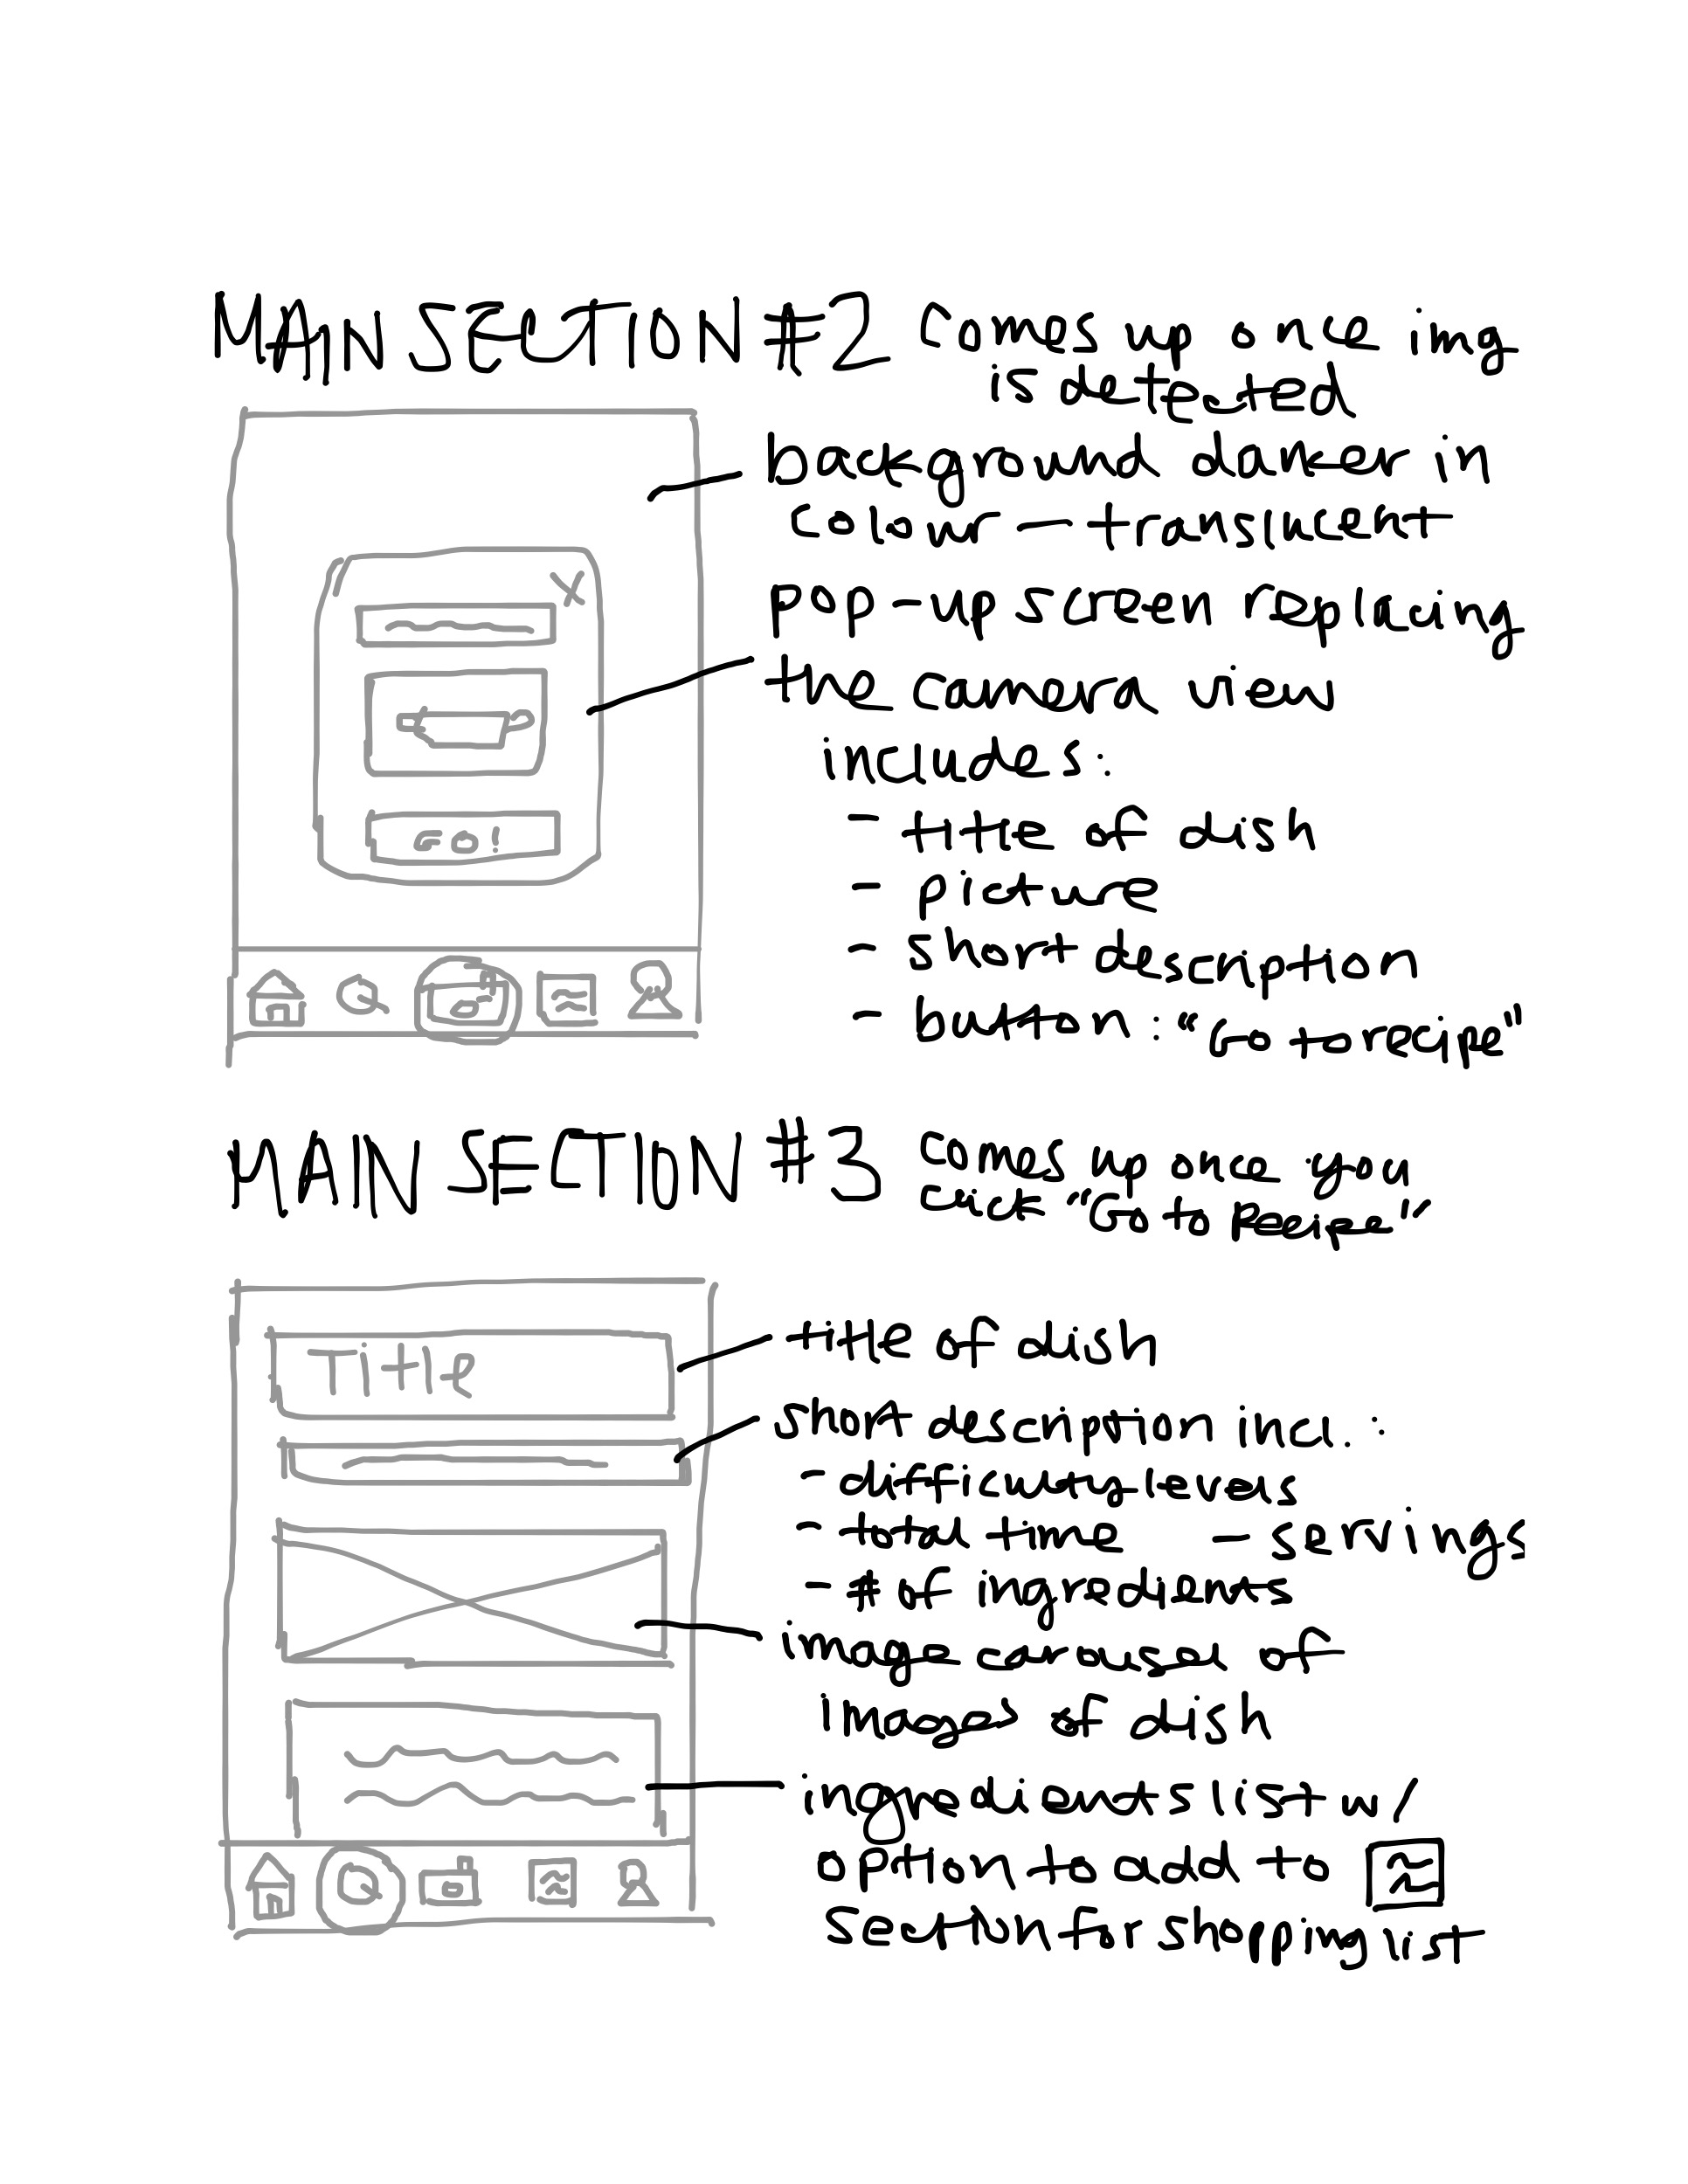 MAIN SECTION #2 Comes up once img
is detected
background darker in
colour — translucent
pop-up screen replacing
the camera view
includes:
- title of dish
- picture
- short description
- button: "Go to recipe"
GO!
MAIN SECTION #3 Comes up once you
click "Go to Recipe"
Title
title of dish
short description incl.:
- difficulty levels
- total time - servings
- # of ingredients
image carousel of
images of dish
ingredients list w/
option to add to
section for shopping list